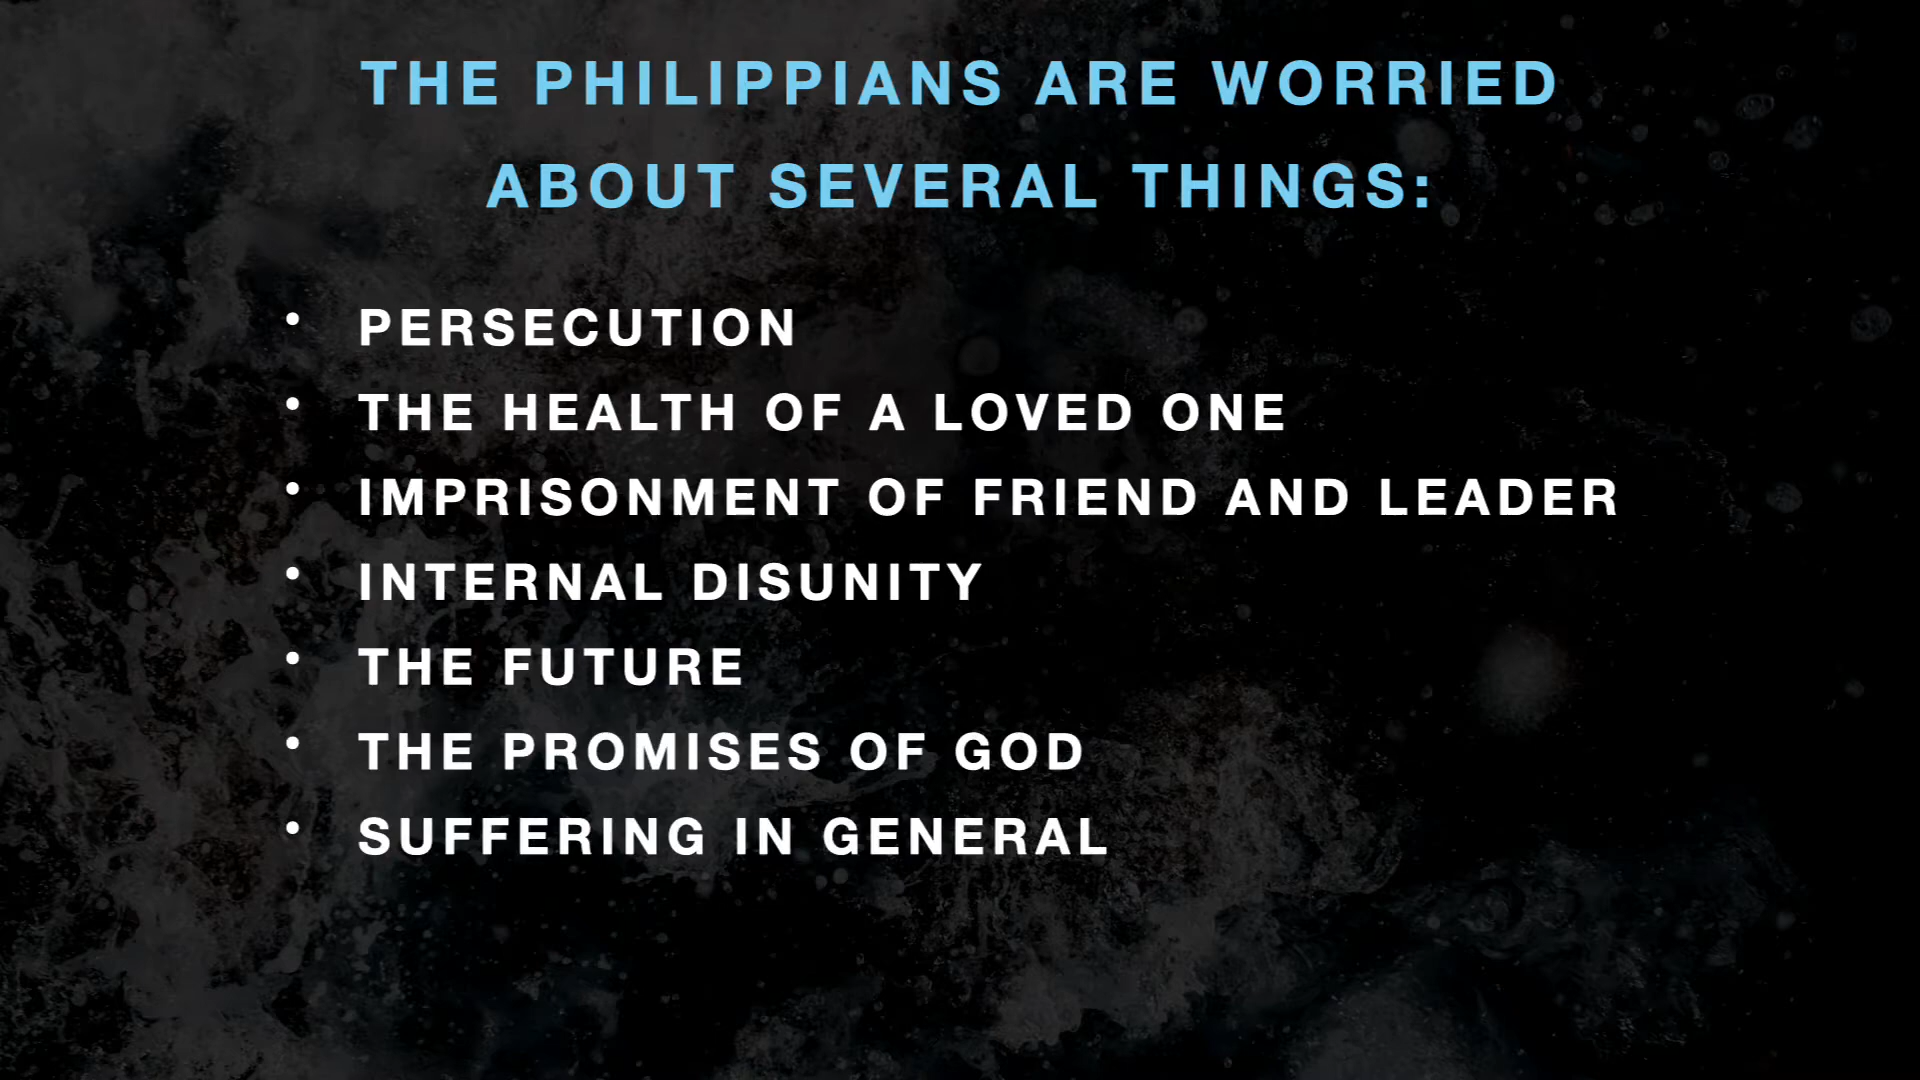 THE PHILIPPIANS ARE WORRIED
ABOUT SEVERAL THINGS:
• PERSECUTION
• THE HEALTH OF A LOVED ONE
• IMPRISONMENT OF FRIEND AND LEADER
• INTERNAL DISUNITY
• THE FUTURE
• THE PROMISES OF GOD
• SUFFERING IN GENERAL